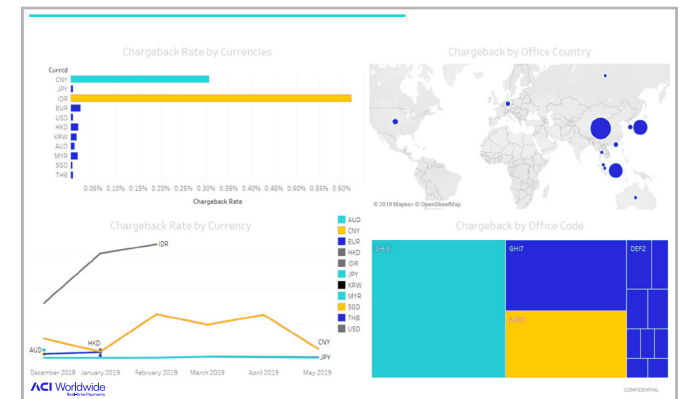 Chargeback Rate by Currencies
Currcd
CNY
JPY
IDR
EUR
USD
HKD
KRW
AUD
MYR
SGD
THB
0.05% 0.10% 0.15% 0.20% 0.25% 0.30% 0.35% 0.40% 0.45% 0.50% 0.55% 0.60%
Chargeback Rate
Chargeback by Office Country
© 2019 Mapbox © OpenStreetMap
Chargeback Rate by Currency
IDR
HKD
AUD
CNY
JPY
December 2018 January 2019 February 2019 March 2019 April 2019 May 2019
AUD
CNY
EUR
HKD
IDR
JPY
KRW
MYR
SGD
THB
USD
Chargeback by Office Code
GHI7
DEF2
ACI Worldwide
Real-Time Payments
CONFIDENTIAL